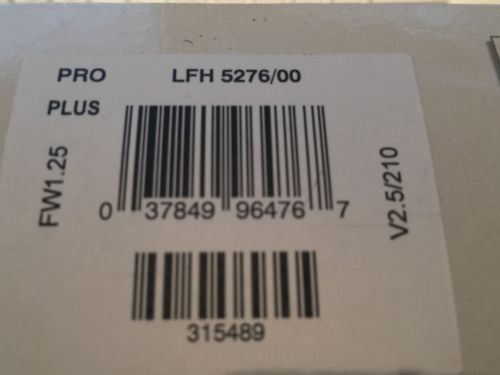 PRO LFH 5276/00
PLUS
FW1.25
V2.5/210
0 37849 96476 7
315489